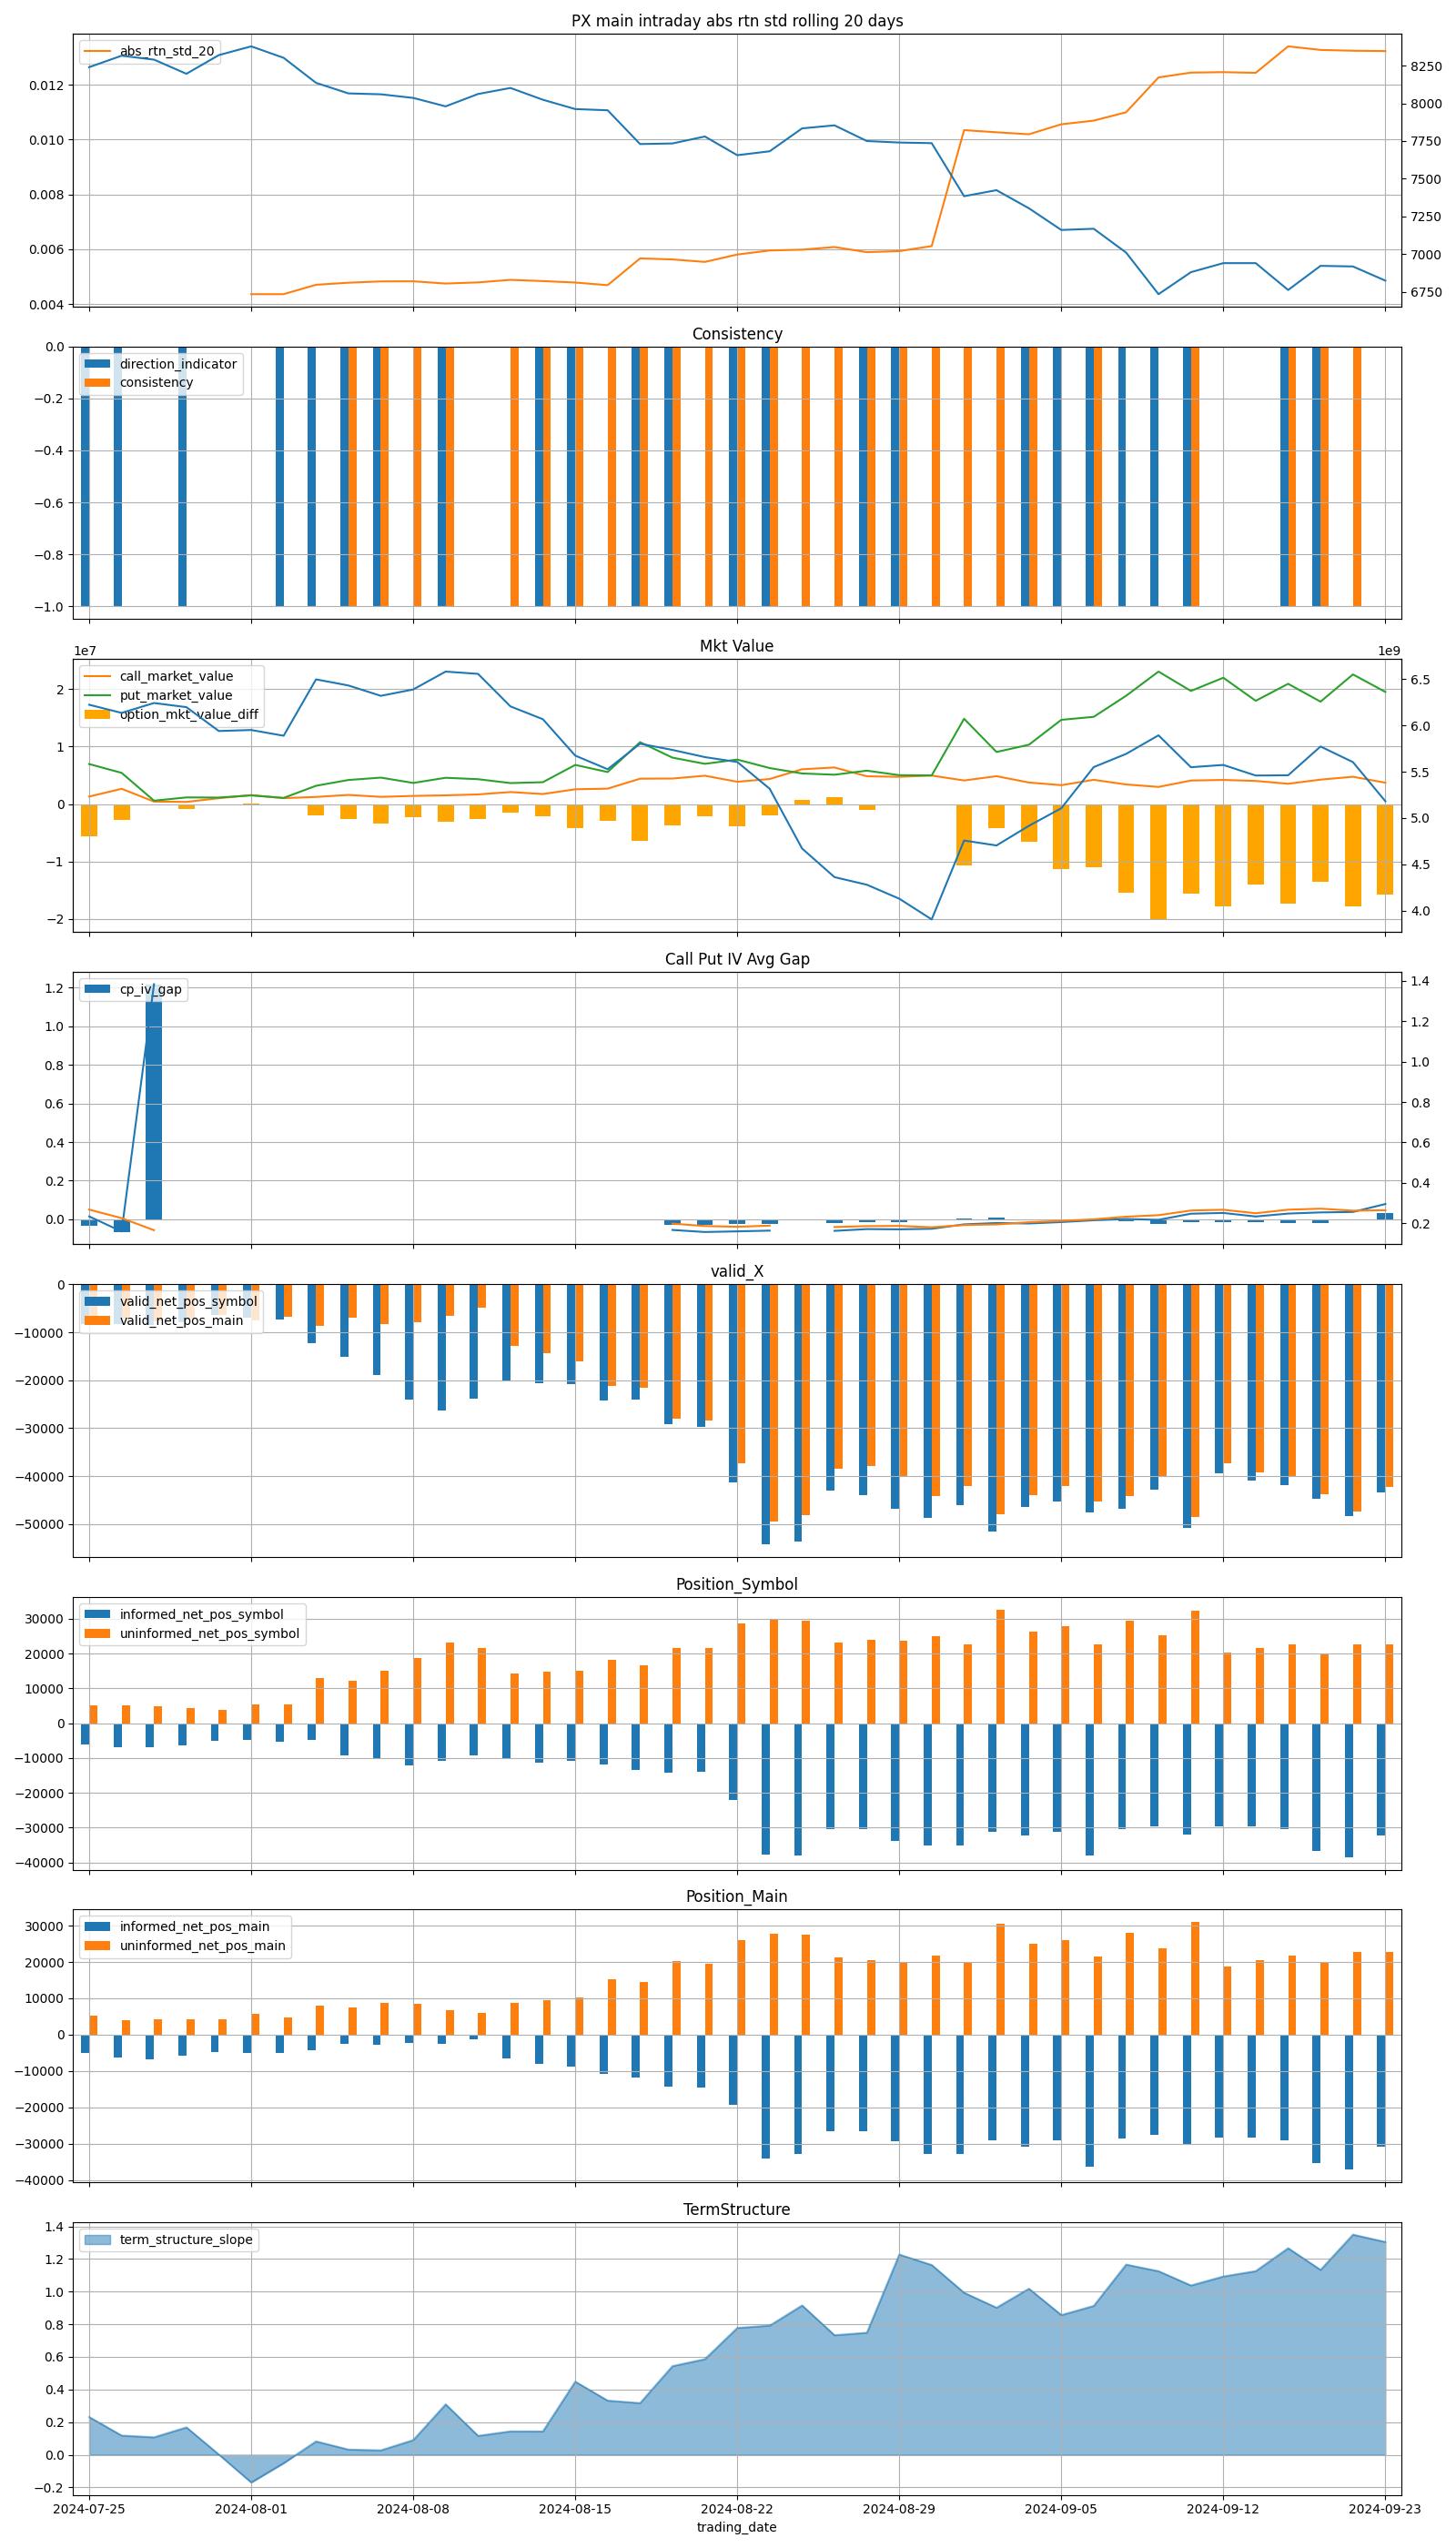 PX main intraday abs rtn std rolling 20 days
abs_rtn_std_20
0.012
0.010
0.008
0.006
0.004
8250
8000
7750
7500
7250
7000
6750
Consistency
direction_indicator
consistency
0.0
−0.2
−0.4
−0.6
−0.8
−1.0
Mkt Value
1e7
1e9
call_market_value
put_market_value
option_mkt_value_diff
2
1
0
−1
−2
6.5
6.0
5.5
5.0
4.5
4.0
Call Put IV Avg Gap
cp_iv_gap
1.2
1.0
0.8
0.6
0.4
0.2
0.0
1.4
1.2
1.0
0.8
0.6
0.4
0.2
valid_X
valid_net_pos_symbol
valid_net_pos_main
0
−10000
−20000
−30000
−40000
−50000
Position_Symbol
informed_net_pos_symbol
uninformed_net_pos_symbol
30000
20000
10000
0
−10000
−20000
−30000
−40000
Position_Main
informed_net_pos_main
uninformed_net_pos_main
30000
20000
10000
0
−10000
−20000
−30000
−40000
TermStructure
term_structure_slope
1.4
1.2
1.0
0.8
0.6
0.4
0.2
0.0
−0.2
2024-07-25 2024-08-01 2024-08-08 2024-08-15 2024-08-22 2024-08-29 2024-09-05 2024-09-12 2024-09-23
trading_date